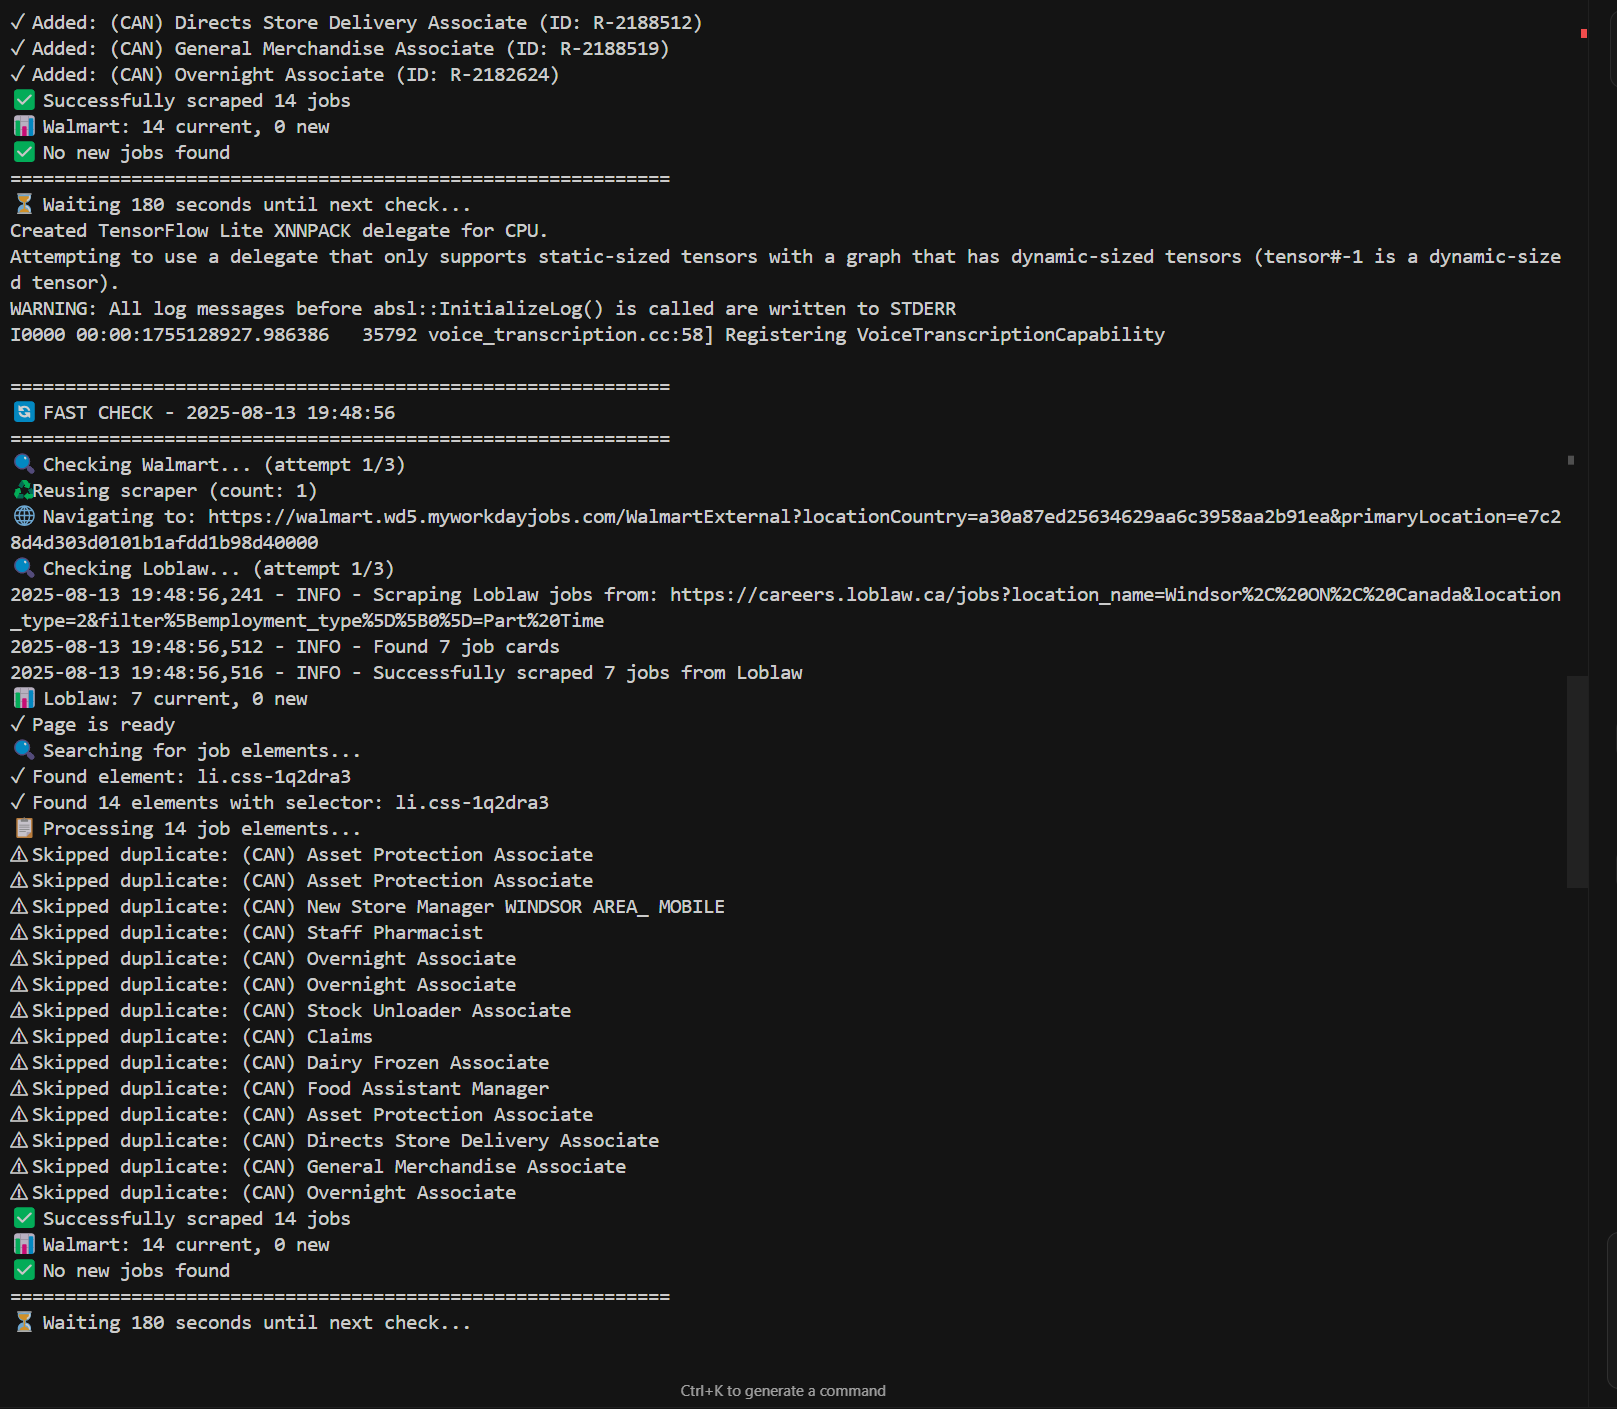 ✓ Added: (CAN) Directs Store Delivery Associate (ID: R-2188512)
✓ Added: (CAN) General Merchandise Associate (ID: R-2188519)
✓ Added: (CAN) Overnight Associate (ID: R-2182624)
✅ Successfully scraped 14 jobs
📊 Walmart: 14 current, 0 new
✅ No new jobs found
============================================================
⏳ Waiting 180 seconds until next check...
Created TensorFlow Lite XNNPACK delegate for CPU.
Attempting to use a delegate that only supports static-sized tensors with a graph that has dynamic-sized tensors (tensor#-1 is a dynamic-size
d tensor).
WARNING: All log messages before absl::InitializeLog() is called are written to STDERR
I0000 00:00:1755128927.986386   35792 voice_transcription.cc:58] Registering VoiceTranscriptionCapability
============================================================
🔄 FAST CHECK - 2025-08-13 19:48:56
============================================================
🔍 Checking Walmart... (attempt 1/3)
♻️Reusing scraper (count: 1)
🌐 Navigating to: https://walmart.wd5.myworkdayjobs.com/WalmartExternal?locationCountry=a30a87ed25634629aa6c3958aa2b91ea&primaryLocation=e7c2
8d4d303d0101b1afdd1b98d40000
🔍 Checking Loblaw... (attempt 1/3)
2025-08-13 19:48:56,241 - INFO - Scraping Loblaw jobs from: https://careers.loblaw.ca/jobs?location_name=Windsor%2C%20ON%2C%20Canada&location
_type=2&filter%5Bemployment_type%5D%5B0%5D=Part%20Time
2025-08-13 19:48:56,512 - INFO - Found 7 job cards
2025-08-13 19:48:56,516 - INFO - Successfully scraped 7 jobs from Loblaw
📊 Loblaw: 7 current, 0 new
✓ Page is ready
🔍 Searching for job elements...
✓ Found element: li.css-1q2dra3
✓ Found 14 elements with selector: li.css-1q2dra3
📋 Processing 14 job elements...
⚠Skipped duplicate: (CAN) Asset Protection Associate
⚠Skipped duplicate: (CAN) Asset Protection Associate
⚠Skipped duplicate: (CAN) New Store Manager WINDSOR AREA_ MOBILE
⚠Skipped duplicate: (CAN) Staff Pharmacist
⚠Skipped duplicate: (CAN) Overnight Associate
⚠Skipped duplicate: (CAN) Overnight Associate
⚠Skipped duplicate: (CAN) Stock Unloader Associate
⚠Skipped duplicate: (CAN) Claims
⚠Skipped duplicate: (CAN) Dairy Frozen Associate
⚠Skipped duplicate: (CAN) Food Assistant Manager
⚠Skipped duplicate: (CAN) Asset Protection Associate
⚠Skipped duplicate: (CAN) Directs Store Delivery Associate
⚠Skipped duplicate: (CAN) General Merchandise Associate
⚠Skipped duplicate: (CAN) Overnight Associate
✅ Successfully scraped 14 jobs
📊 Walmart: 14 current, 0 new
✅ No new jobs found
============================================================
⏳ Waiting 180 seconds until next check...
Ctrl+K to generate a command